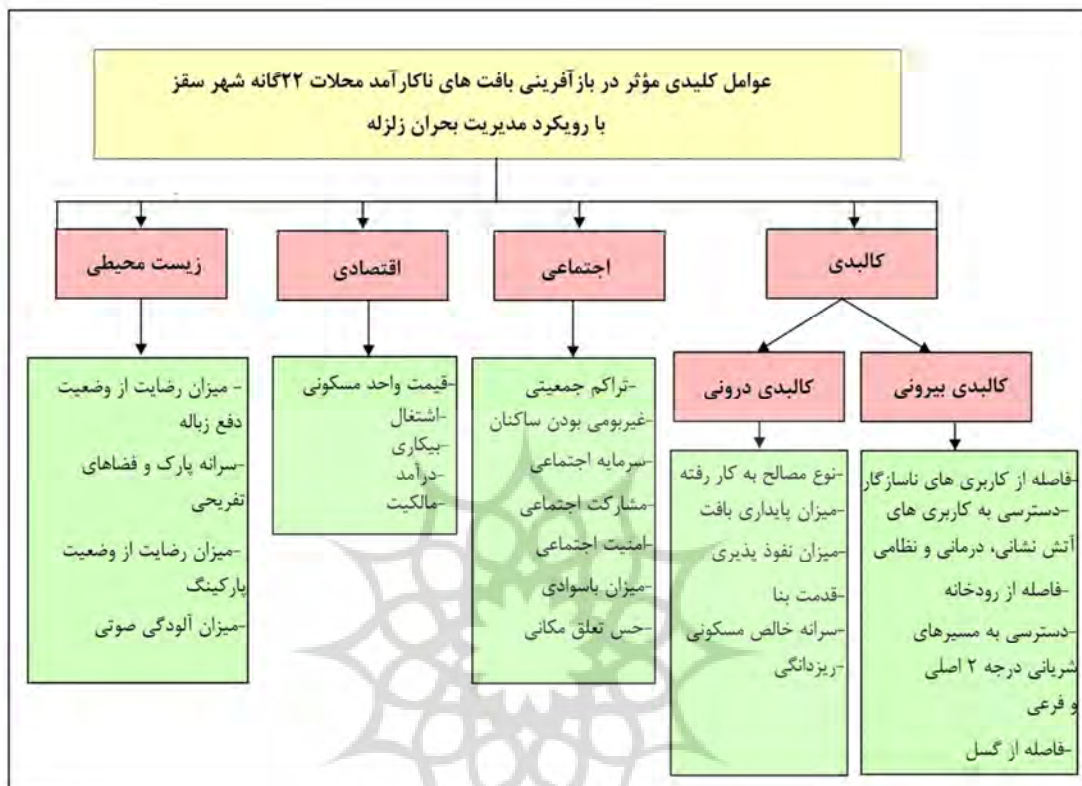 عوامل کلیدی مؤثر در بازآفرینی بافت های ناکارآمد محلات ۲۲گانه شهر سقز
با رویکرد مدیریت بحران زلزله
کالبدی
اجتماعی
اقتصادی
زیست محیطی
کالبدی بیرونی
کالبدی درونی
-فاصله از کاربری های ناسازگار
-دسترسی به کاربری های
آتش نشانی، درمانی و نظامی
-فاصله از رودخانه
-دسترسی به مسیرهای
شریانی درجه ۲ اصلی
و فرعی
-فاصله از گسل
-نوع مصالح به کار رفته
-میزان پایداری بافت
-میزان نفوذ پذیری
-قدمت بنا
-سرانه خالص مسکونی
-ریزدانگی
-تراکم جمعیتی
-غیربومی بودن ساکنان
-سرمایه اجتماعی
-مشارکت اجتماعی
-امنیت اجتماعی
-میزان باسوادی
-حس تعلق مکانی
-قیمت واحد مسکونی
-اشتغال
-بیکاری
-درآمد
-مالکیت
- میزان رضایت از وضعیت
دفع زباله
-سرانه پارک و فضاهای
تفریحی
-میزان رضایت از وضعیت
پارکینگ
-میزان آلودگی صوتی